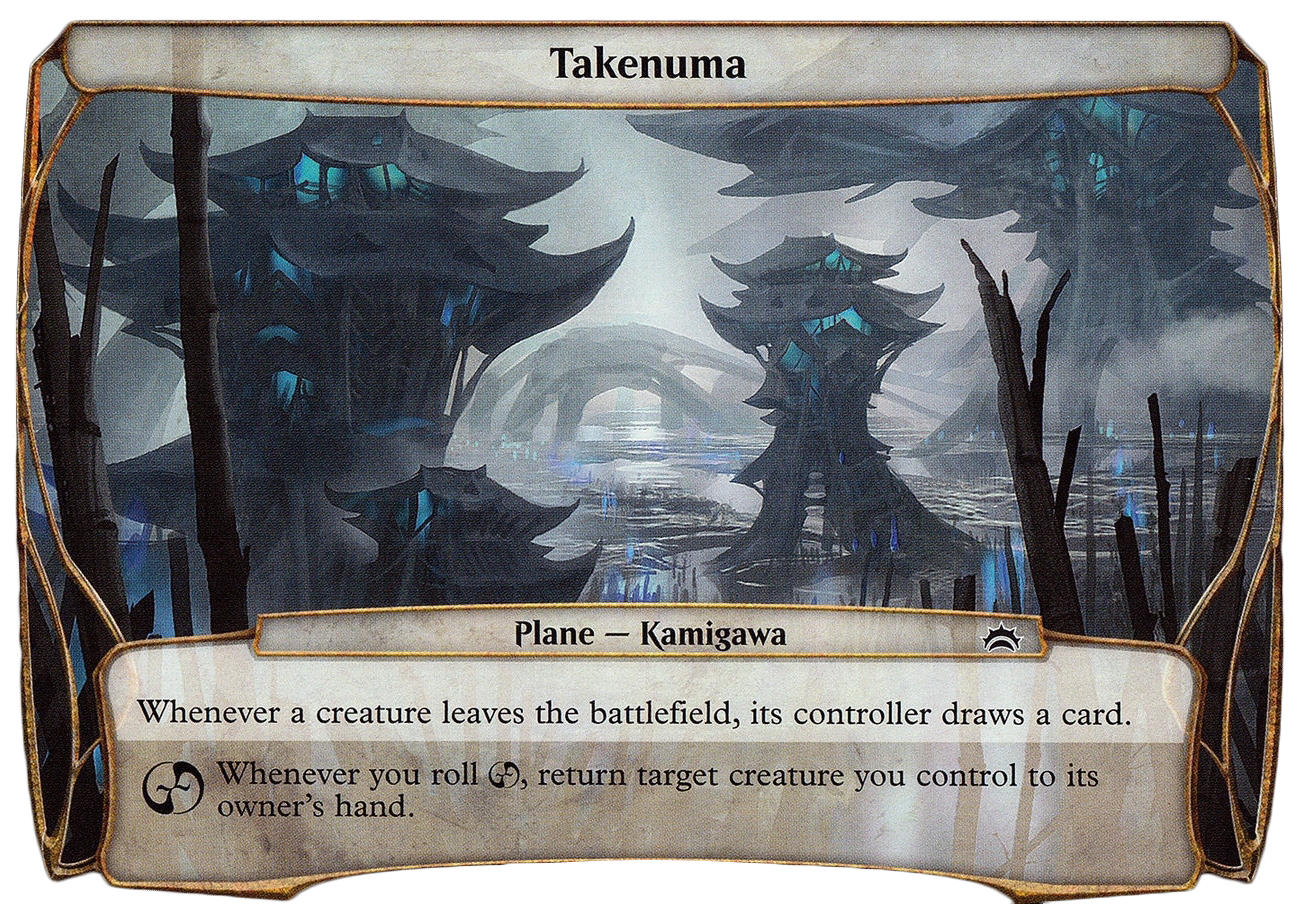 Takenuma
Plane — Kamigawa
Whenever a creature leaves the battlefield, its controller draws a card.
Whenever you roll , return target creature you control to its
owner's hand.